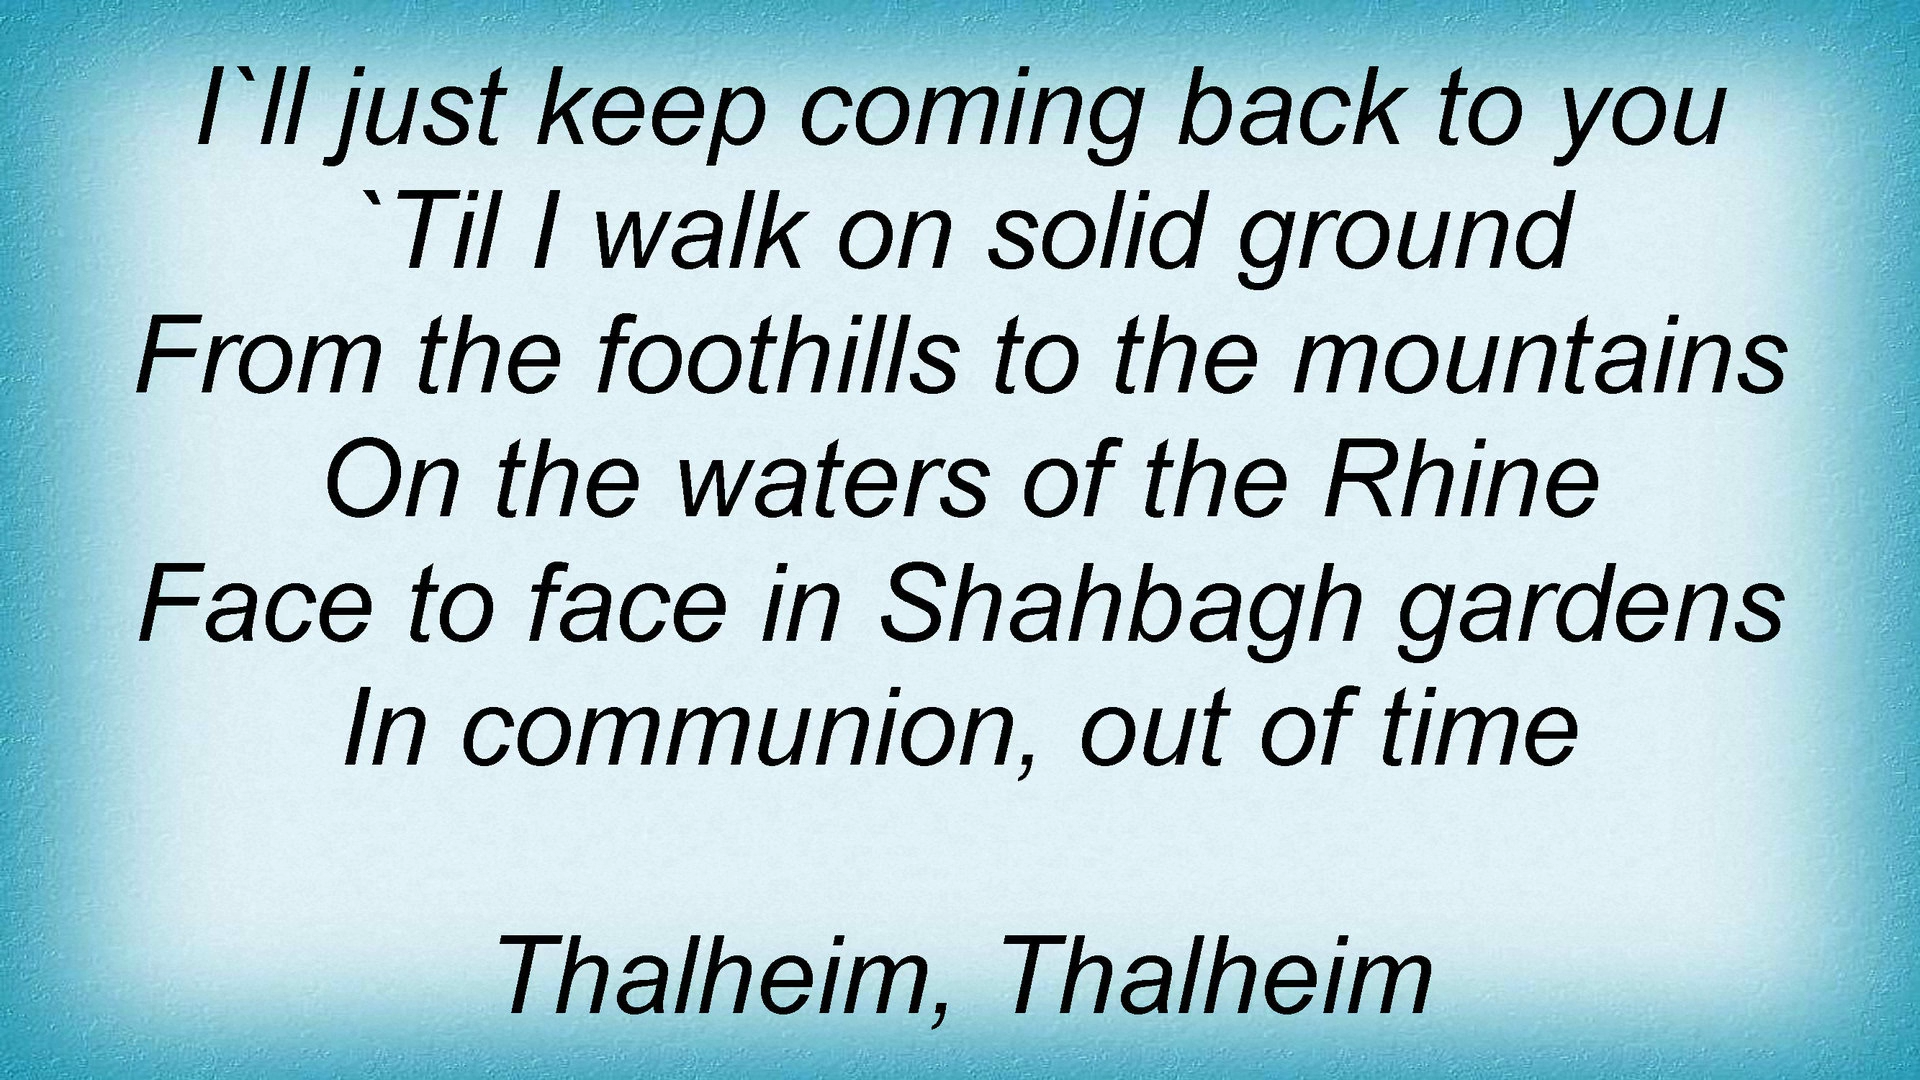 I`ll just keep coming back to you
`Til I walk on solid ground
From the foothills to the mountains
On the waters of the Rhine
Face to face in Shahbagh gardens
In communion, out of time
Thalheim, Thalheim